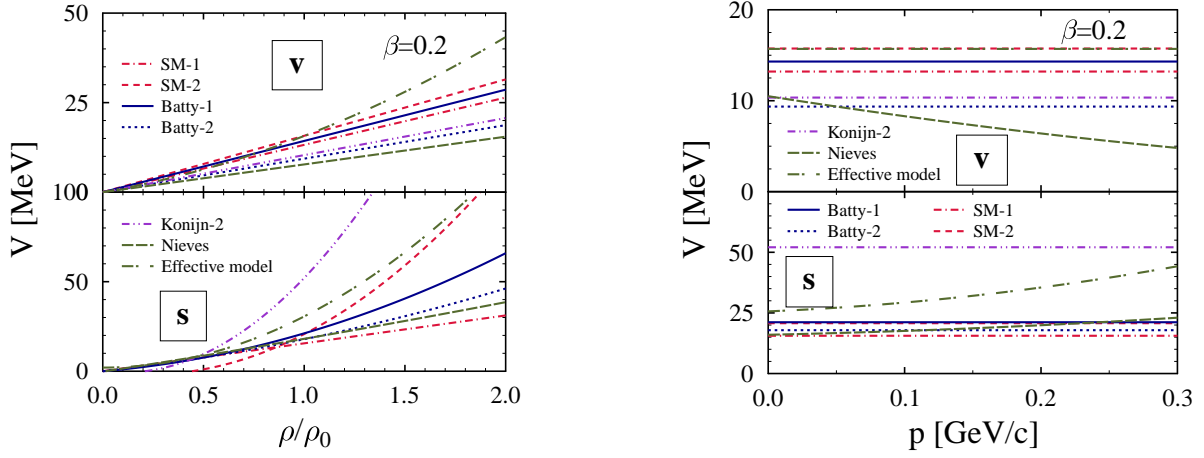 50
β=0.2
V
SM-1
SM-2
25
Batty-1
Batty-2
V [MeV]
100
0
Konijn-2
Nieves
Effective model
50
s
0
0.0 0.5 1.0 1.5 2.0
ρ/ρ₀
20
β=0.2
10
Konijn-2
Nieves
v
Effective model
0
V [MeV]
Batty-1 SM-1
Batty-2 SM-2
50
s
25
0
0.0 0.1 0.2 0.3
p [GeV/c]